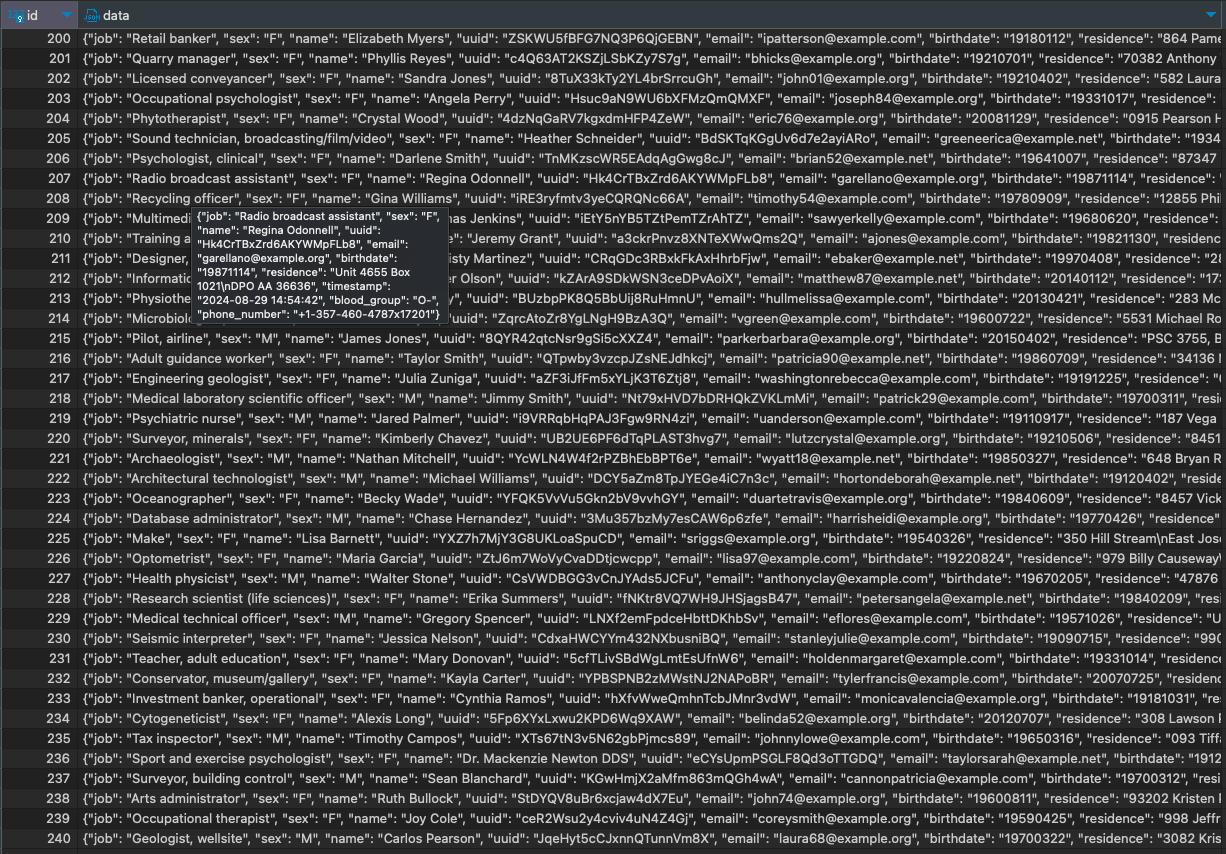 id data
200 {"job": "Retail banker", "sex": "F", "name": "Elizabeth Myers", "uuid": "ZSKWU5fBFG7NQ3P6QjGEBN", "email": "ipatterson@example.com", "birthdate": "19180112", "residence": "864 Pame
201 {"job": "Quarry manager", "sex": "F", "name": "Phyllis Reyes", "uuid": "c4Q63AT2KSZjLSbKZy7S7g", "email": "bhicks@example.org", "birthdate": "19210701", "residence": "70382 Anthony
202 {"job": "Licensed conveyancer", "sex": "F", "name": "Sandra Jones", "uuid": "8TuX33kTy2YL4brSrrcuGh", "email": "john01@example.org", "birthdate": "19210402", "residence": "582 Laura
203 {"job": "Occupational psychologist", "sex": "F", "name": "Angela Perry", "uuid": "Hsuc9aN9WU6bXFMzQmQMXF", "email": "joseph84@example.org", "birthdate": "19331017", "residence":
204 {"job": "Phytotherapist", "sex": "F", "name": "Crystal Wood", "uuid": "4dzNqGaRV7kgxdmHFP4ZeW", "email": "eric76@example.org", "birthdate": "20081129", "residence": "0915 Pearson H
205 {"job": "Sound technician, broadcasting/film/video", "sex": "F", "name": "Heather Schneider", "uuid": "BdSKTqKGgUv6d7e2ayiARo", "email": "greeneerica@example.net", "birthdate": "1934
206 {"job": "Psychologist, clinical", "sex": "F", "name": "Darlene Smith", "uuid": "TnMKzscWR5EAdqAgGwg8cJ", "email": "brian52@example.net", "birthdate": "19641007", "residence": "87347
207 {"job": "Radio broadcast assistant", "sex": "F", "name": "Regina Odonnell", "uuid": "Hk4CrTBxZrd6AKYWMpFLb8", "email": "garellano@example.org", "birthdate": "19871114", "residence":
208 {"job": "Recycling officer", "sex": "F", "name": "Gina Williams", "uuid": "iRE3ryfmtv3yeCQRQNc66A", "email": "timothy54@example.com", "birthdate": "19780909", "residence": "12855 Phil
209 {"job": "Multimedi mas Jenkins", "uuid": "iEtY5nYB5TZtPemTZrAhTZ", "email": "sawyerkelly@example.com", "birthdate": "19680620", "residence":
210 {"job": "Training a e": "Jeremy Grant", "uuid": "a3ckrPnvz8XNTeXWwQms2Q", "email": "ajones@example.com", "birthdate": "19821130", "residence":
211 {"job": "Designer, isty Martinez", "uuid": "CRqGDc3RBxkFkAxHhrbFjw", "email": "ebaker@example.net", "birthdate": "19970408", "residence": "28
212 {"job": "Informatic er Olson", "uuid": "kZArA9SDkWSN3ceDPvAoiX", "email": "matthew87@example.net", "birthdate": "20140112", "residence": "17
213 {"job": "Physiothe y", "uuid": "BUzbpPK8Q5BbUij8RuHmnU", "email": "hullmelissa@example.com", "birthdate": "20130421", "residence": "283 Mc
214 {"job": "Microbiolo "uuid": "ZqrcAtoZr8YgLNgH9BzA3Q", "email": "vgreen@example.com", "birthdate": "19600722", "residence": "5531 Michael Ro
{"job": "Radio broadcast assistant", "sex": "F",
"name": "Regina Odonnell", "uuid":
"Hk4CrTBxZrd6AKYWMpFLb8", "email":
"garellano@example.org", "birthdate":
"19871114", "residence": "Unit 4655 Box
1021\nDPO AA 36636", "timestamp":
"2024-08-29 14:54:42", "blood_group": "O-",
"phone_number": "+1-357-460-4787x17201"}
215 {"job": "Pilot, airline", "sex": "M", "name": "James Jones", "uuid": "8QYR42qtcNsr9gSi5cXXZ4", "email": "parkerbarbara@example.com", "birthdate": "20150402", "residence": "PSC 3755, B
216 {"job": "Adult guidance worker", "sex": "F", "name": "Taylor Smith", "uuid": "QTpwby3vzcpJZsNEJdhkcj", "email": "patricia90@example.net", "birthdate": "19860709", "residence": "34136
217 {"job": "Engineering geologist", "sex": "F", "name": "Julia Zuniga", "uuid": "aZF3iJfFm5xYLjK3T6Ztj8", "email": "washingtonrebecca@example.com", "birthdate": "19191225", "residence":
218 {"job": "Medical laboratory scientific officer", "sex": "M", "name": "Jimmy Smith", "uuid": "Nt79xHVD7bDRHQkZVKLmMi", "email": "patrick29@example.com", "birthdate": "19700311", "resi
219 {"job": "Psychiatric nurse", "sex": "M", "name": "Jared Palmer", "uuid": "i9VRRqbHqPAJ3Fgw9RN4zi", "email": "uanderson@example.com", "birthdate": "19110917", "residence": "187 Vega
220 {"job": "Surveyor, minerals", "sex": "F", "name": "Kimberly Chavez", "uuid": "UB2UE6PF6dTqPLAST3hvg7", "email": "lutzcrystal@example.org", "birthdate": "19210506", "residence": "8451
221 {"job": "Archaeologist", "sex": "M", "name": "Nathan Mitchell", "uuid": "YcWLN4W4f2rPZBhEbBPT6e", "email": "wyatt18@example.net", "birthdate": "19850327", "residence": "648 Bryan R
222 {"job": "Architectural technologist", "sex": "M", "name": "Michael Williams", "uuid": "DCY5aZm8TpJYEGe4iC7n3c", "email": "hortondeborah@example.net", "birthdate": "19120402", "residen
223 {"job": "Oceanographer", "sex": "F", "name": "Becky Wade", "uuid": "YFQK5VvVu5Gkn2bV9vvhGY", "email": "duartetravis@example.org", "birthdate": "19840609", "residence": "8457 Vick
224 {"job": "Database administrator", "sex": "M", "name": "Chase Hernandez", "uuid": "3Mu357bzMy7esCAW6p6zfe", "email": "harrisheidi@example.org", "birthdate": "19770426", "residence"
225 {"job": "Make", "sex": "F", "name": "Lisa Barnett", "uuid": "YXZ7h7MjY3G8UKLoaSpuCD", "email": "sriggs@example.org", "birthdate": "19540326", "residence": "350 Hill Stream\nEast Jose
226 {"job": "Optometrist", "sex": "F", "name": "Maria Garcia", "uuid": "ZtJ6m7WoVyCvaDDtjcwcpp", "email": "lisa97@example.com", "birthdate": "19220824", "residence": "979 Billy Causeway\
227 {"job": "Health physicist", "sex": "M", "name": "Walter Stone", "uuid": "CsVWDBGG3vCnJYAds5JCFu", "email": "anthonyclay@example.com", "birthdate": "19670205", "residence": "47876
228 {"job": "Research scientist (life sciences)", "sex": "F", "name": "Erika Summers", "uuid": "fNKtr8VQ7WH9JHSjagsB47", "email": "petersangela@example.net", "birthdate": "19840209", "resi
229 {"job": "Medical technical officer", "sex": "M", "name": "Gregory Spencer", "uuid": "LNXf2emFpdceHbttDKhbSv", "email": "eflores@example.com", "birthdate": "19571026", "residence": "U
230 {"job": "Seismic interpreter", "sex": "F", "name": "Jessica Nelson", "uuid": "CdxaHWCYYm432NXbusniBQ", "email": "stanleyjulie@example.com", "birthdate": "19090715", "residence": "990
231 {"job": "Teacher, adult education", "sex": "F", "name": "Mary Donovan", "uuid": "5cfTLivSBdWgLmtEsUfnW6", "email": "holdenmargaret@example.com", "birthdate": "19331014", "residence
232 {"job": "Conservator, museum/gallery", "sex": "F", "name": "Kayla Carter", "uuid": "YPBSPNB2zMWstNJ2NAPoBR", "email": "tylerfrancis@example.com", "birthdate": "20070725", "residenc
233 {"job": "Investment banker, operational", "sex": "F", "name": "Cynthia Ramos", "uuid": "hXfvWweQmhnTcbJMnr3vdW", "email": "monicavalencia@example.org", "birthdate": "19181031", "re
234 {"job": "Cytogeneticist", "sex": "F", "name": "Alexis Long", "uuid": "5Fp6XYxLxwu2KPD6Wq9XAW", "email": "belinda52@example.org", "birthdate": "20120707", "residence": "308 Lawson
235 {"job": "Tax inspector", "sex": "M", "name": "Timothy Campos", "uuid": "XTs67tN3v5N62gbPjmcs89", "email": "johnnylowe@example.com", "birthdate": "19650316", "residence": "093 Tiff
236 {"job": "Sport and exercise psychologist", "sex": "F", "name": "Dr. Mackenzie Newton DDS", "uuid": "eCYsUpmPSGLF8Qd3oTTGDQ", "email": "taylorsarah@example.net", "birthdate": "1912
237 {"job": "Surveyor, building control", "sex": "M", "name": "Sean Blanchard", "uuid": "KGwHmjX2aMfm863mQGh4wA", "email": "cannonpatricia@example.com", "birthdate": "19700312", "resi
238 {"job": "Arts administrator", "sex": "F", "name": "Ruth Bullock", "uuid": "StDYQV8uBr6xcjaw4dX7Eu", "email": "john74@example.org", "birthdate": "19600811", "residence": "93202 Kristen
239 {"job": "Occupational therapist", "sex": "F", "name": "Joy Cole", "uuid": "ceR2Wsu2y4cviv4uN4Z4Gj", "email": "coreysmith@example.com", "birthdate": "19590425", "residence": "998 Jeffr
240 {"job": "Geologist, wellsite", "sex": "M", "name": "Carlos Pearson", "uuid": "JqeHyt5cCJxnnQTunnVm8X", "email": "laura68@example.com", "birthdate": "19700322", "residence": "3082 Kris